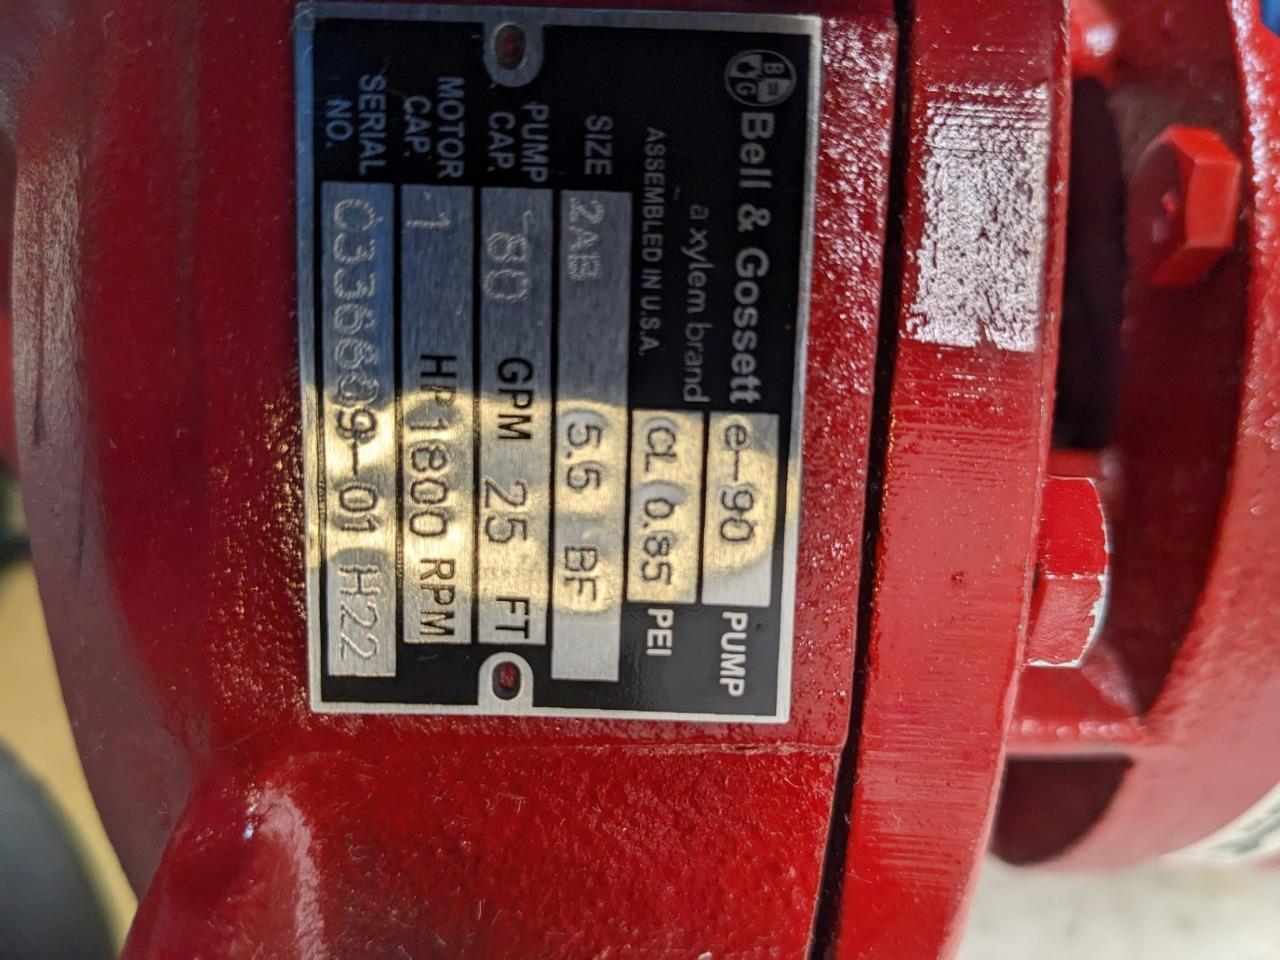 B G Bell & Gossett e-90 PUMP
a xylem brand
ASSEMBLED IN U.S.A. CL 0.85 PEI
SIZE 2AB 5.5 BF
PUMP CAP. 80 GPM 25 FT
MOTOR CAP. 1 HP 1800 RPM
SERIAL NO. C336609-01 H22